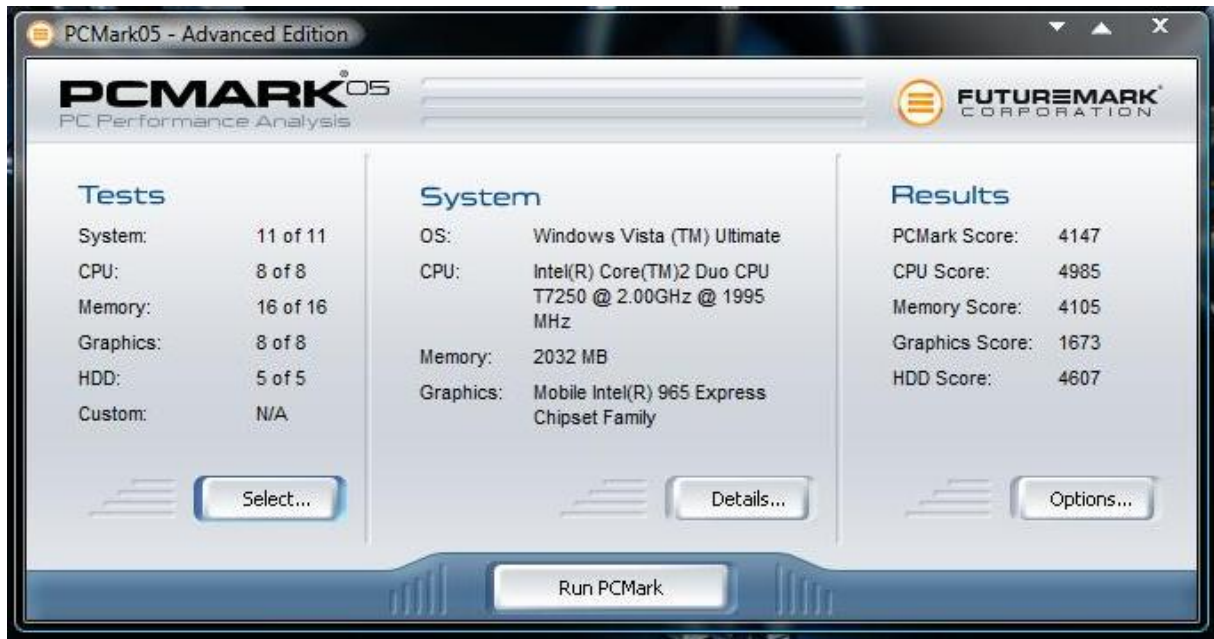 PCMark05 - Advanced Edition
PCMARK®05
PC Performance Analysis
FUTUREMARK®
CORPORATION
Tests
System: 11 of 11
CPU: 8 of 8
Memory: 16 of 16
Graphics: 8 of 8
HDD: 5 of 5
Custom: N/A
Select...
System
OS: Windows Vista (TM) Ultimate
CPU: Intel(R) Core(TM)2 Duo CPU
T7250 @ 2.00GHz @ 1995
MHz
Memory: 2032 MB
Graphics: Mobile Intel(R) 965 Express
Chipset Family
Details...
Results
PCMark Score: 4147
CPU Score: 4985
Memory Score: 4105
Graphics Score: 1673
HDD Score: 4607
Options...
Run PCMark